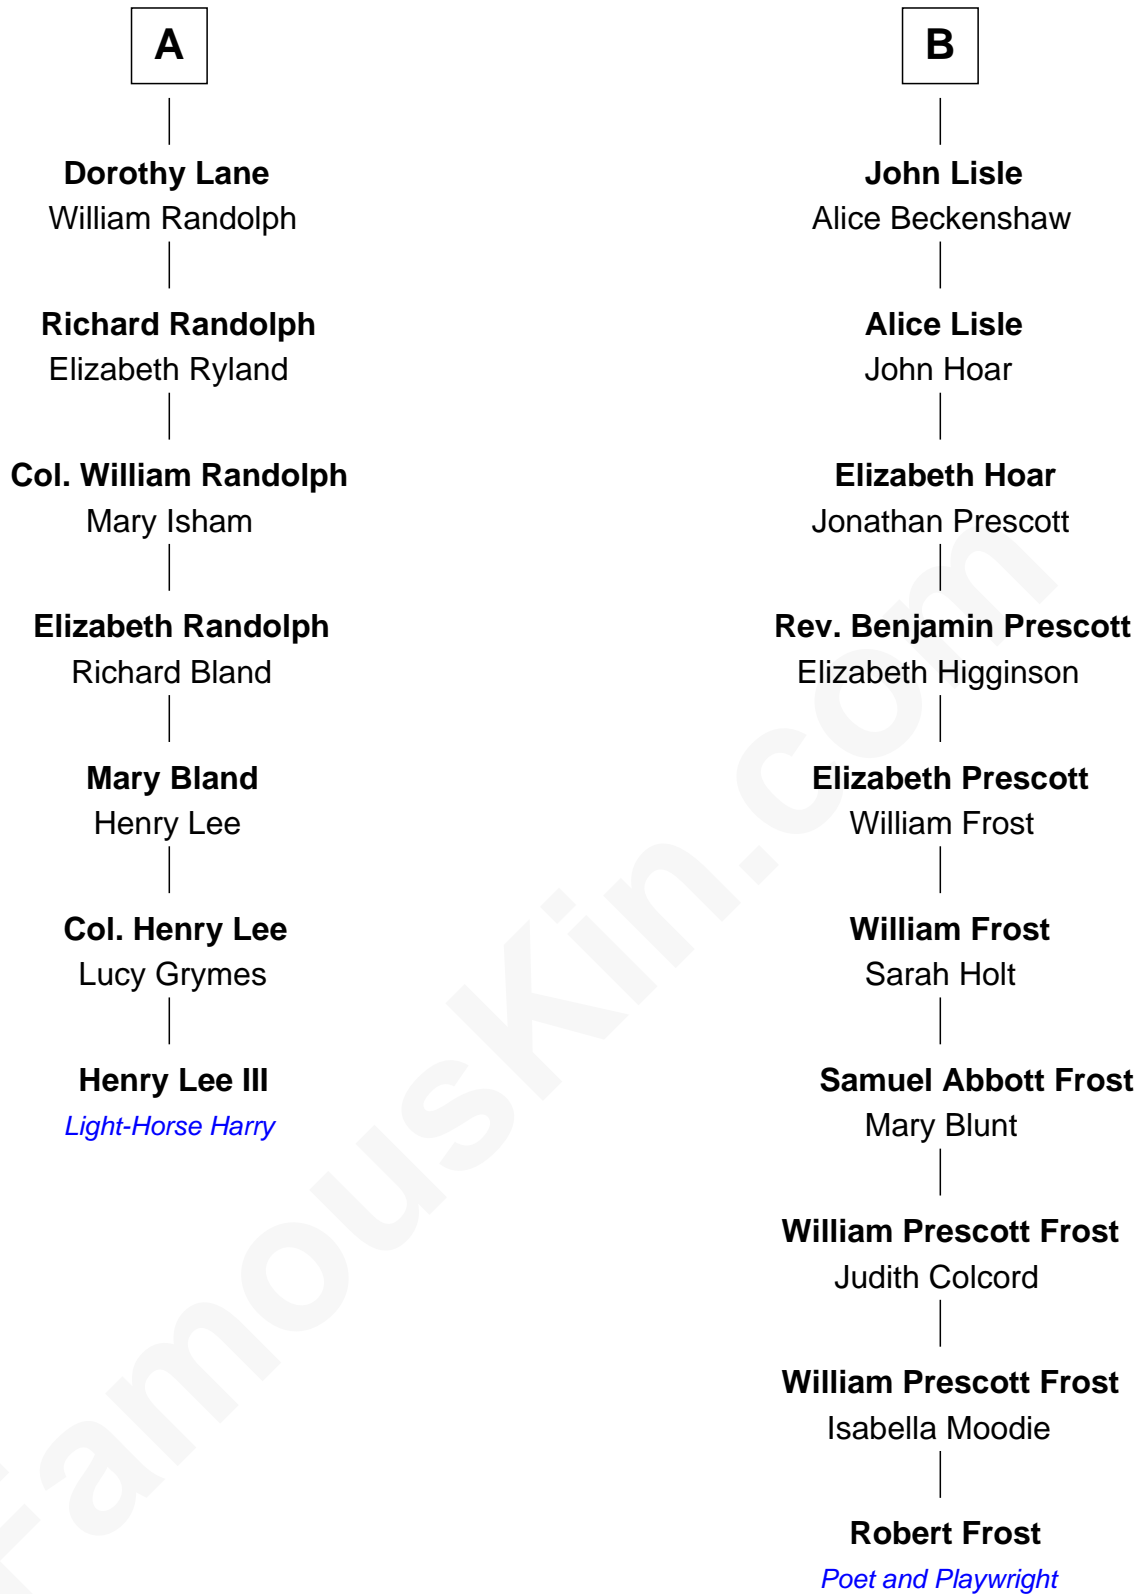 A
Dorothy Lane
William Randolph
Richard Randolph
Elizabeth Ryland
Col. William Randolph
Mary Isham
Elizabeth Randolph
Richard Bland
Mary Bland
Henry Lee
Col. Henry Lee
Lucy Grymes
Henry Lee III
Light-Horse Harry
B
John Lisle
Alice Beckenshaw
Alice Lisle
John Hoar
Elizabeth Hoar
Jonathan Prescott
Rev. Benjamin Prescott
Elizabeth Higginson
Elizabeth Prescott
William Frost
William Frost
Sarah Holt
Samuel Abbott Frost
Mary Blunt
William Prescott Frost
Judith Colcord
William Prescott Frost
Isabella Moodie
Robert Frost
Poet and Playwright
FamousKin.com